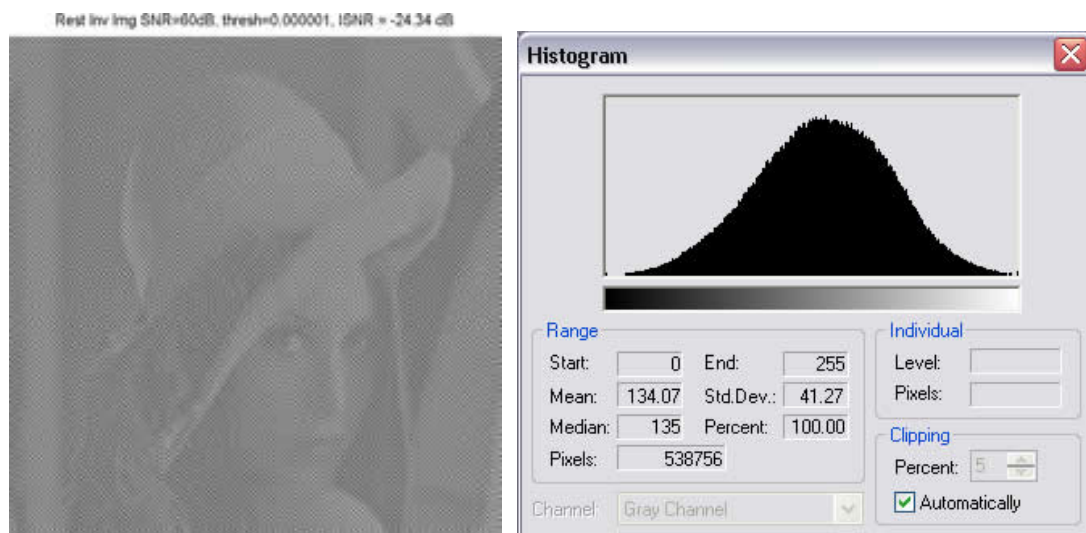 Rest Inv Img SNR=60dB, thresh=0.000001, ISNR = -24.34 dB
Histogram
Range
Start: 0 End: 255
Mean: 134.07 Std.Dev.: 41.27
Median: 135 Percent: 100.00
Pixels: 538756
Individual
Level:
Pixels:
Clipping
Percent: 5
Automatically
Channel: Gray Channel